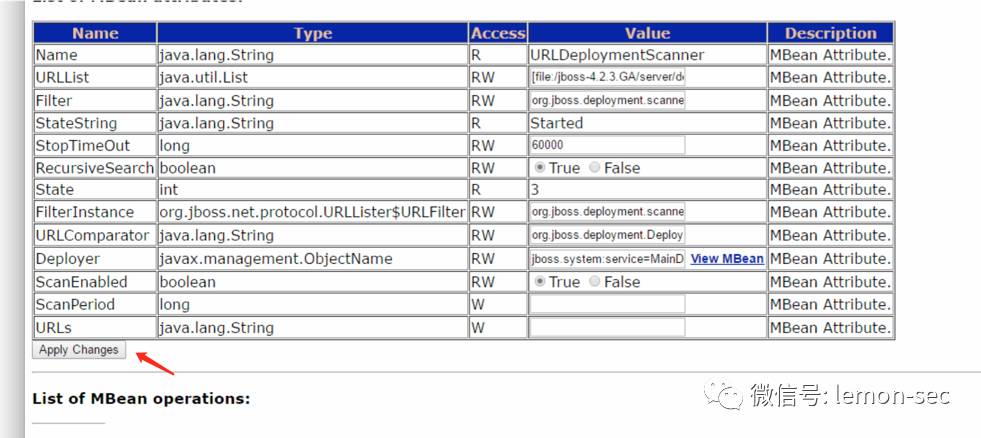 List of MBean attributes:
Name Type Access Value Description
Name java.lang.String R URLDeploymentScanner MBean Attribute.
URLList java.util.List RW [file:/jboss-4.2.3.GA/server/de MBean Attribute.
Filter java.lang.String RW org.jboss.deployment.scanne MBean Attribute.
StateString java.lang.String R Started MBean Attribute.
StopTimeOut long RW 60000 MBean Attribute.
RecursiveSearch boolean RW True False MBean Attribute.
State int R 3 MBean Attribute.
FilterInstance org.jboss.net.protocol.URLLister$URLFilter RW org.jboss.deployment.scanne MBean Attribute.
URLComparator java.lang.String RW org.jboss.deployment.Deploy MBean Attribute.
Deployer javax.management.ObjectName RW jboss.system:service=MainD View MBean MBean Attribute.
ScanEnabled boolean RW True False MBean Attribute.
ScanPeriod long W MBean Attribute.
URLs java.lang.String W MBean Attribute.
Apply Changes
List of MBean operations:
微信号: lemon-sec